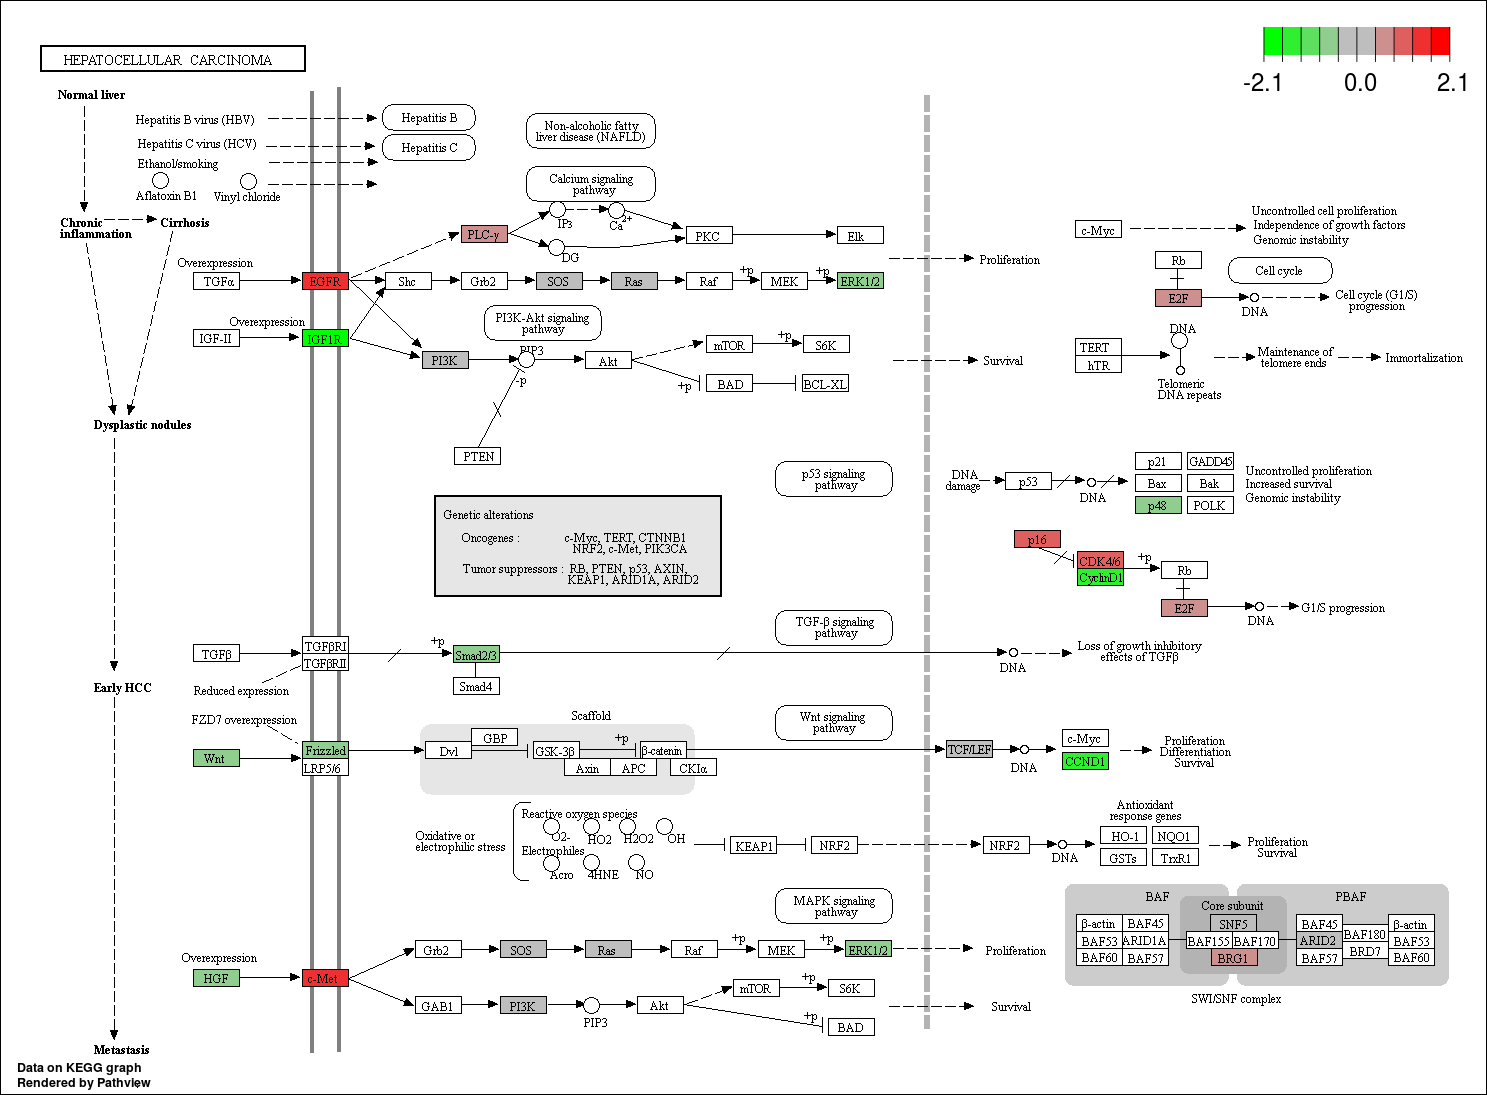 HEPATOCELLULAR CARCINOMA
-2.1 0.0 2.1
Normal liver
Hepatitis B virus (HBV)
Hepatitis B
Hepatitis C virus (HCV)
Hepatitis C
Ethanol/smoking
Aflatoxin B1
Vinyl chloride
Non-alcoholic fatty
liver disease (NAFLD)
Calcium signaling
pathway
Chronic
inflammation
Cirrhosis
IP3
Ca2+
DG
PLC-γ
PKC
Elk
Overexpression
TGFα
EGFR
Shc
Grb2
SOS
Ras
Raf
+p
MEK
+p
ERK1/2
Proliferation
Overexpression
IGF-II
IGF1R
PI3K-Akt signaling
pathway
PI3K
PIP3
-p
Akt
mTOR
+p
S6K
+p
BAD
BCL-XL
Survival
PTEN
c-Myc
Uncontrolled cell proliferation
Independence of growth factors
Genomic instability
Rb
Cell cycle
E2F
DNA
Cell cycle (G1/S)
progression
TERT
hTR
DNA
Telomeric
DNA repeats
Maintenance of
telomere ends
Immortalization
Dysplastic nodules
p53 signaling
pathway
DNA
damage
p53
DNA
p21
GADD45
Bax
Bak
p48
POLK
Uncontrolled proliferation
Increased survival
Genomic instability
Genetic alterations
Oncogenes : c-Myc, TERT, CTNNB1
NRF2, c-Met, PIK3CA
Tumor suppressors : RB, PTEN, p53, AXIN,
KEAP1, ARID1A, ARID2
p16
CDK4/6
CyclinD1
+p
Rb
E2F
DNA
G1/S progression
TGF-β signaling
pathway
TGFβ
TGFβRI
TGFβRII
+p
Smad2/3
Smad4
DNA
Loss of growth inhibitory
effects of TGFβ
Reduced expression
Early HCC
FZD7 overexpression
Wnt
Frizzled
LRP5/6
Scaffold
Dvl
GBP
GSK-3β
+p
β-catenin
Axin
APC
CKIα
Wnt signaling
pathway
TCF/LEF
DNA
c-Myc
CCND1
Proliferation
Differentiation
Survival
Oxidative or
electrophilic stress
Reactive oxygen species
O2-
HO2
H2O2
OH
Electrophiles
Acro
4HNE
NO
KEAP1
NRF2
NRF2
DNA
Antioxidant
response genes
HO-1
NQO1
GSTs
TrxR1
Proliferation
Survival
MAPK signaling
pathway
Overexpression
HGF
c-Met
Grb2
SOS
Ras
Raf
+p
MEK
+p
ERK1/2
Proliferation
GAB1
PI3K
PIP3
Akt
mTOR
+p
S6K
+p
BAD
Survival
BAF
PBAF
Core subunit
β-actin
BAF45
SNF5
BAF45
β-actin
BAF53
ARID1A
BAF155
BAF170
ARID2
BAF180
BAF53
BAF60
BAF57
BRG1
BAF57
BRD7
BAF60
SWI/SNF complex
Metastasis
Data on KEGG graph
Rendered by Pathview